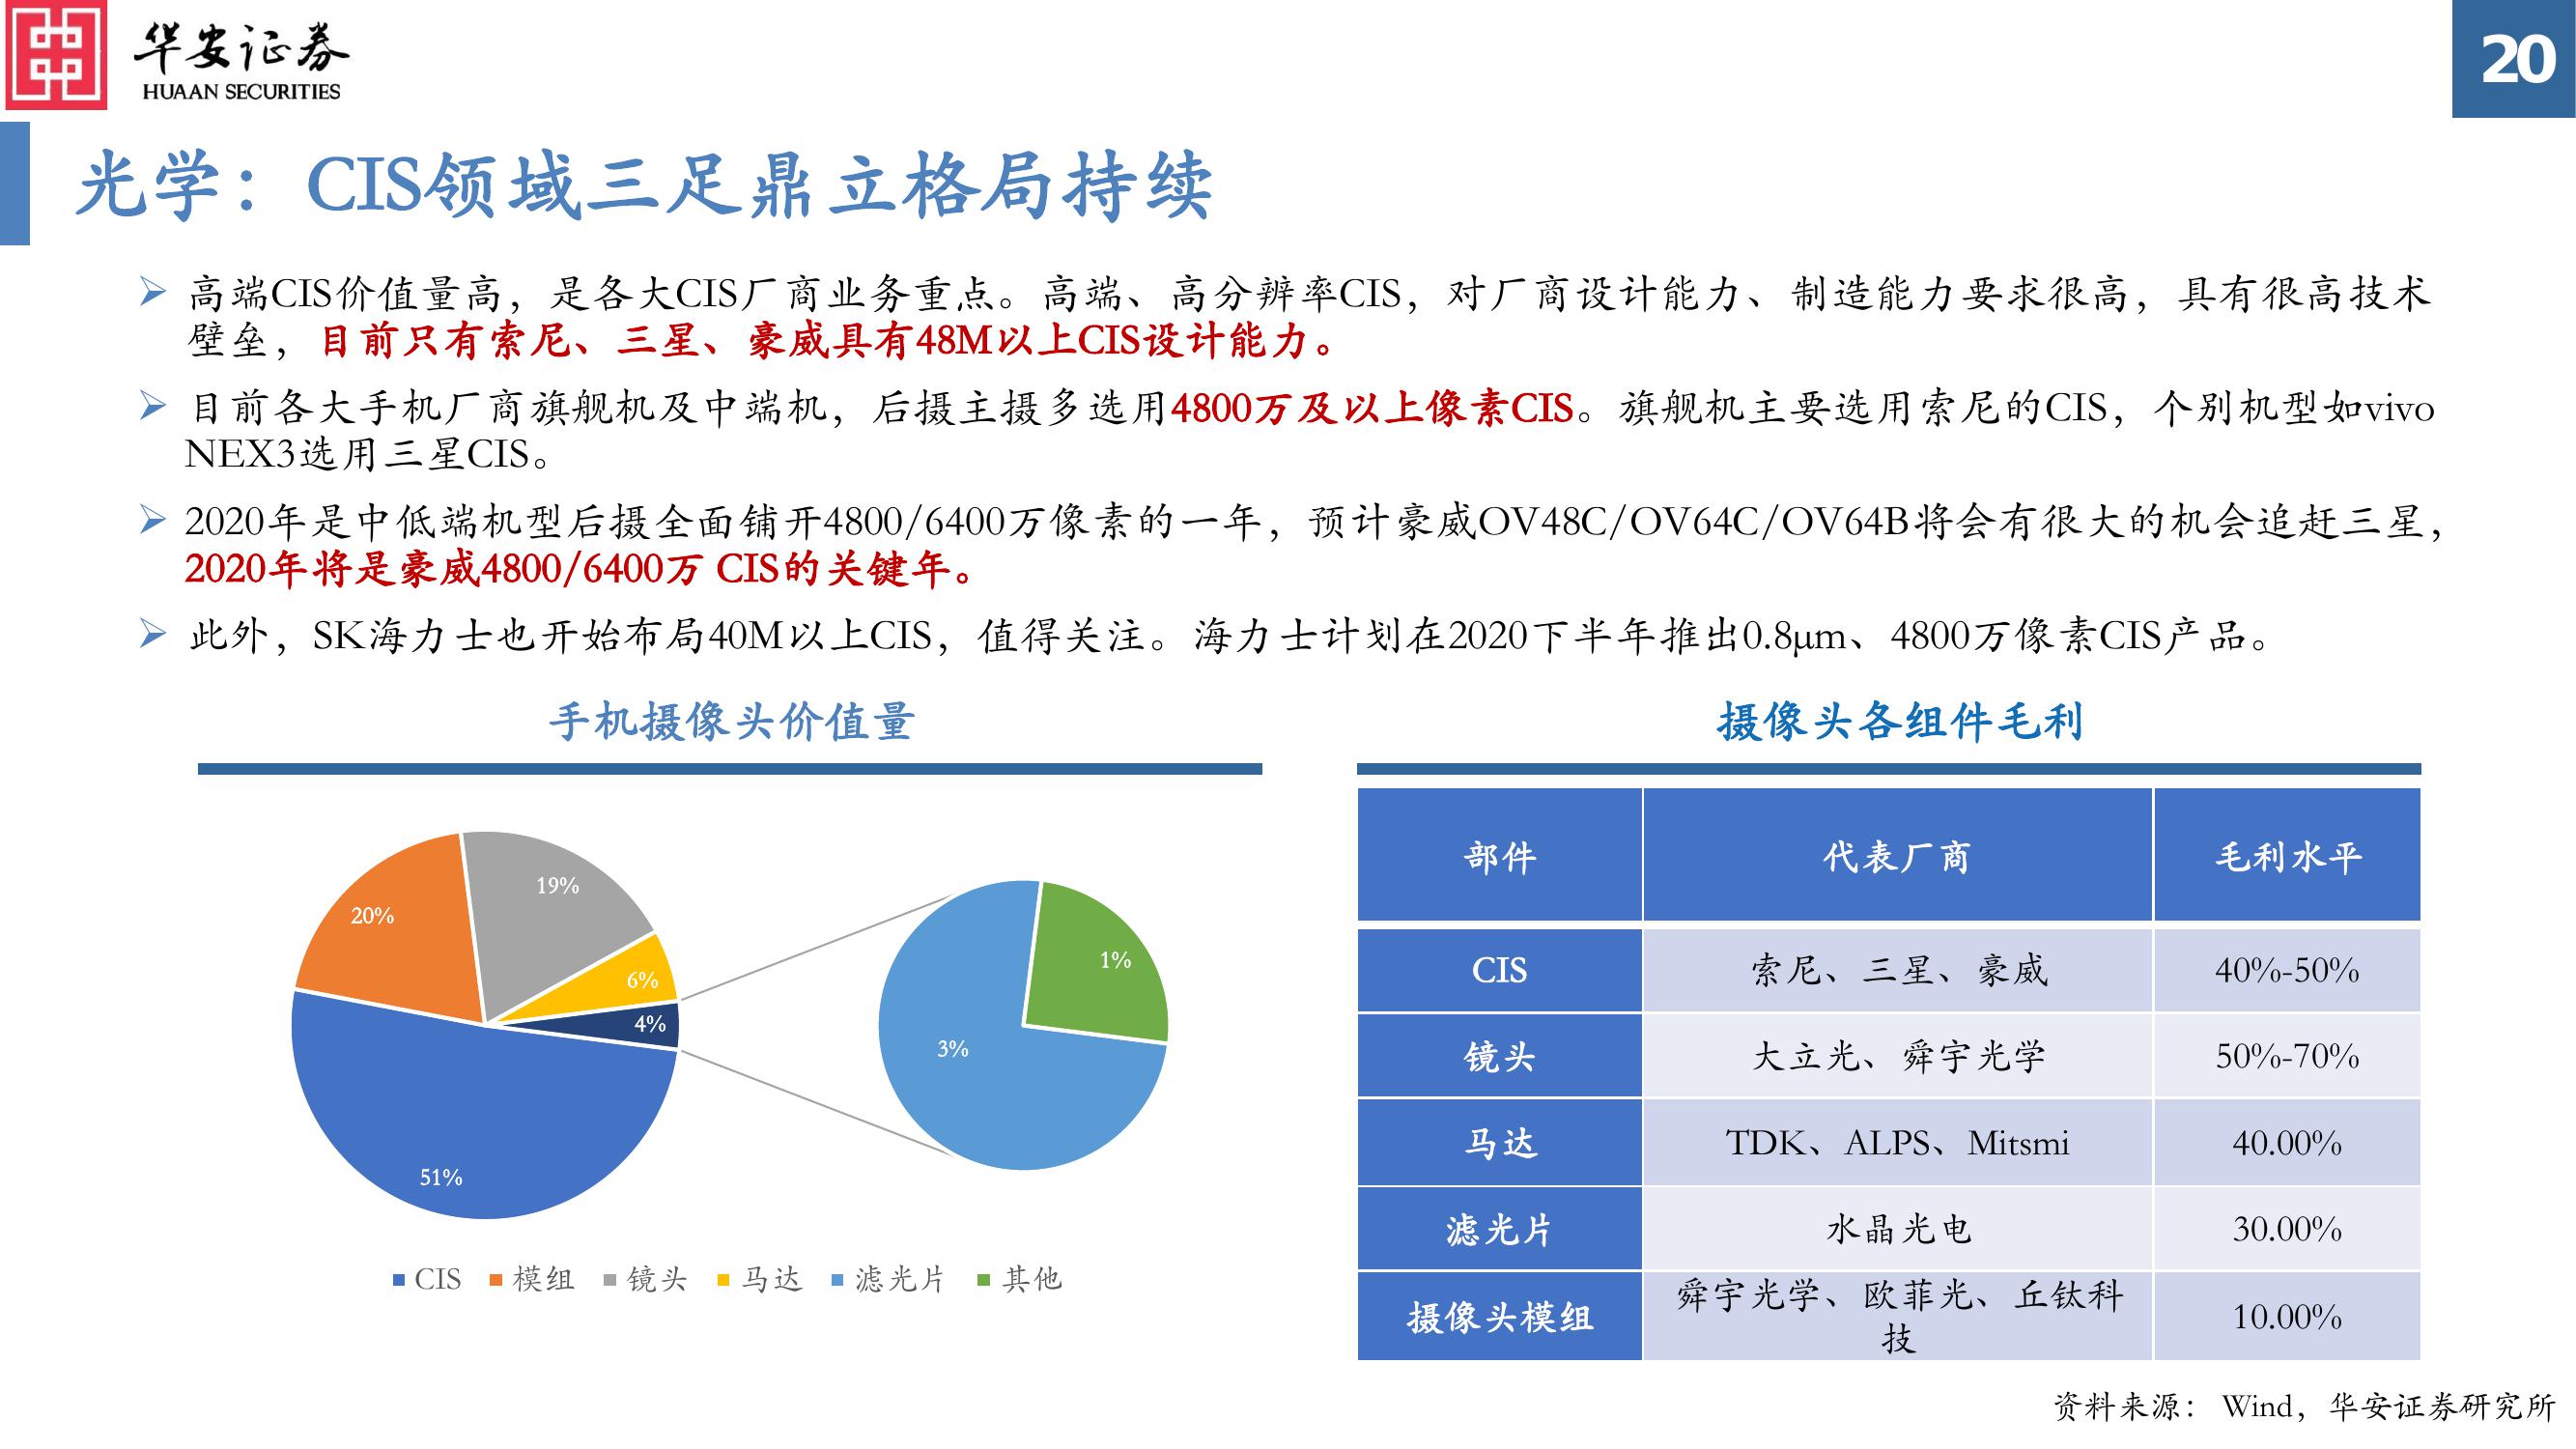 华安证券
HUAAN SECURITIES
20
光学：CIS领域三足鼎立格局持续
高端CIS价值量高，是各大CIS厂商业务重点。高端、高分辨率CIS，对厂商设计能力、制造能力要求很高，具有很高技术
壁垒，目前只有索尼、三星、豪威具有48M以上CIS设计能力。
目前各大手机厂商旗舰机及中端机，后摄主摄多选用4800万及以上像素CIS。旗舰机主要选用索尼的CIS，个别机型如vivo
NEX3选用三星CIS。
2020年是中低端机型后摄全面铺开4800/6400万像素的一年，预计豪威OV48C/OV64C/OV64B将会有很大的机会追赶三星，
2020年将是豪威4800/6400万 CIS的关键年。
此外，SK海力士也开始布局40M以上CIS，值得关注。海力士计划在2020下半年推出0.8μm、4800万像素CIS产品。
手机摄像头价值量
19%
20%
6%
4%
51%
1%
3%
CIS 模组 镜头 马达 滤光片 其他
摄像头各组件毛利
部件 代表厂商 毛利水平
CIS 索尼、三星、豪威 40%-50%
镜头 大立光、舜宇光学 50%-70%
马达 TDK、ALPS、Mitsmi 40.00%
滤光片 水晶光电 30.00%
摄像头模组 舜宇光学、欧菲光、丘钛科
技 10.00%
资料来源： Wind，华安证券研究所